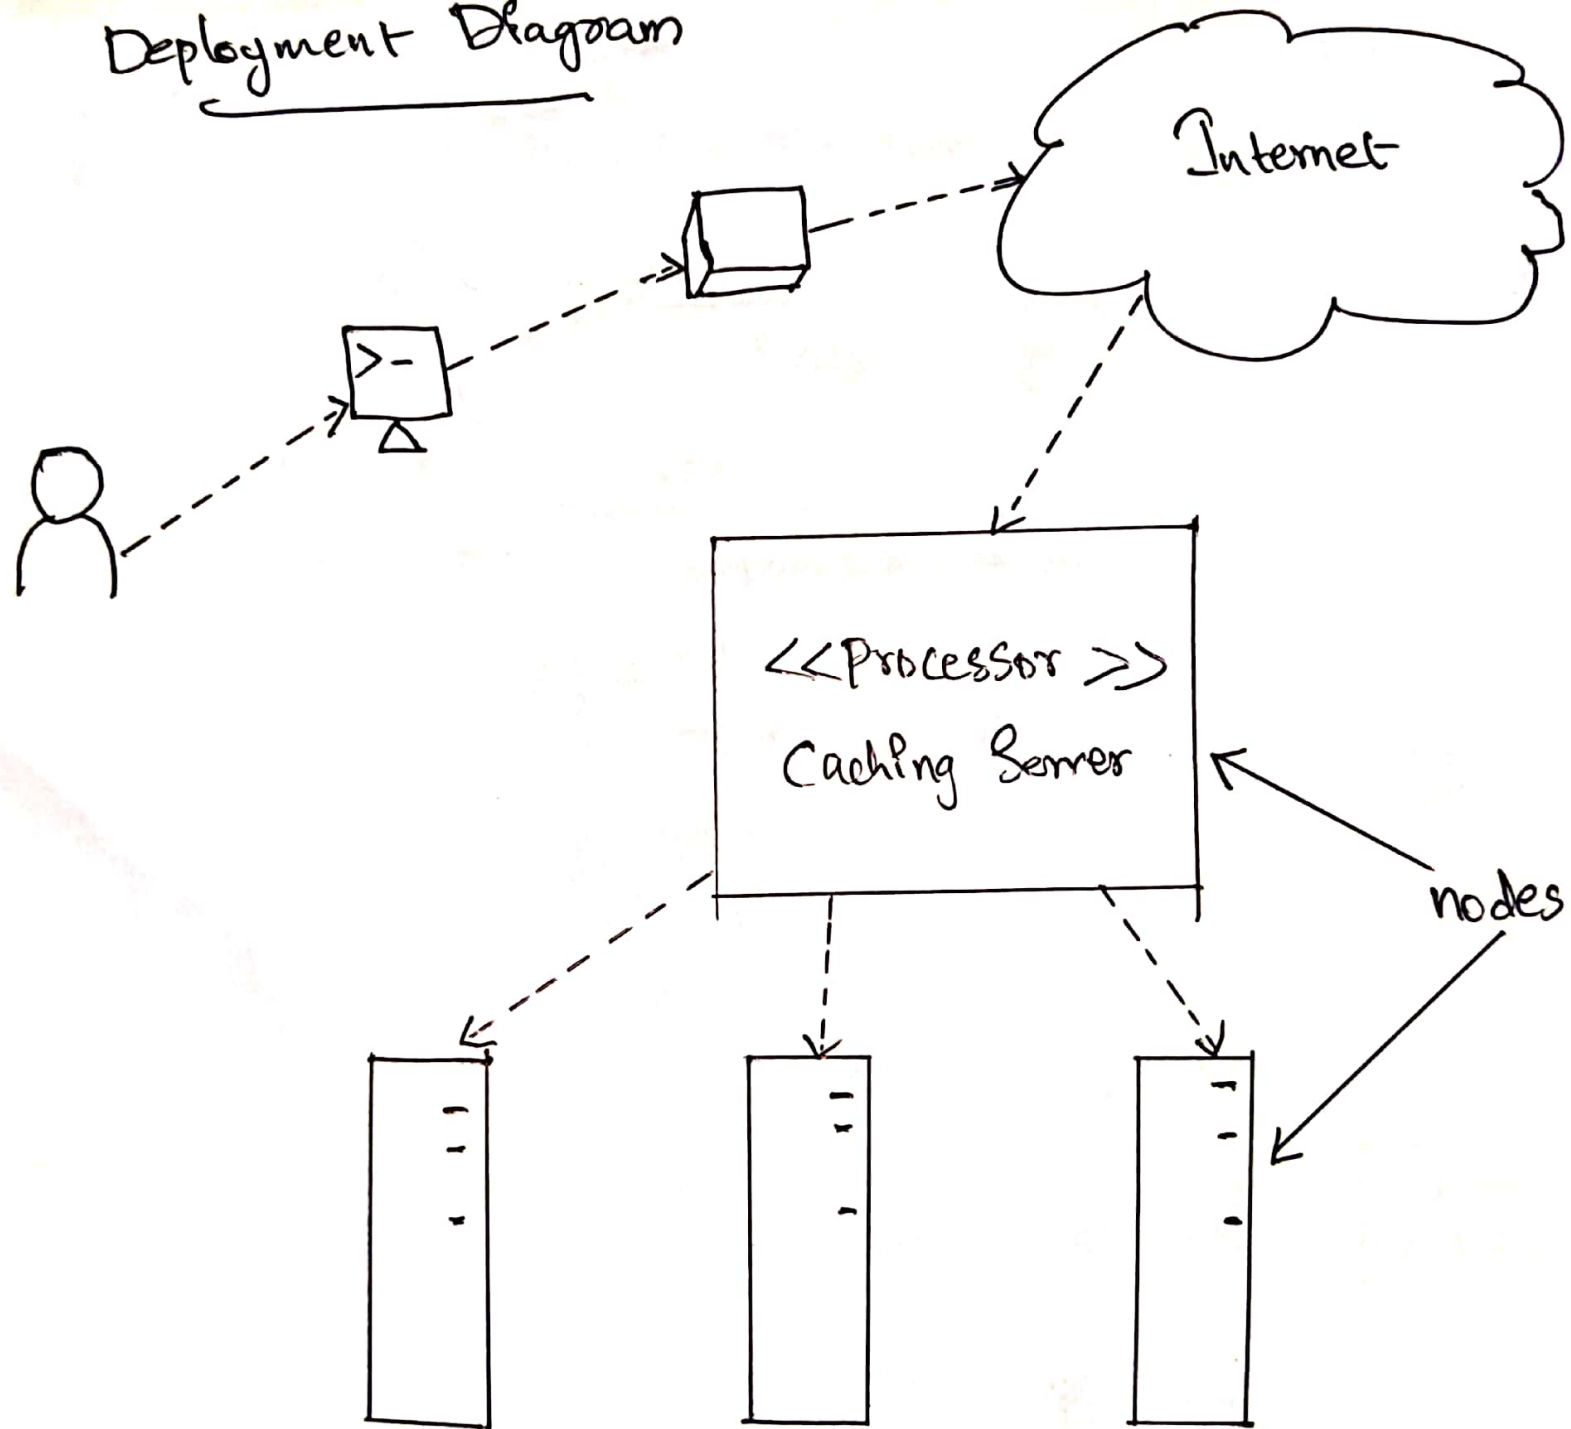 Deployment Diagram
Internet
>-
<<Processor>>
Caching Server
nodes